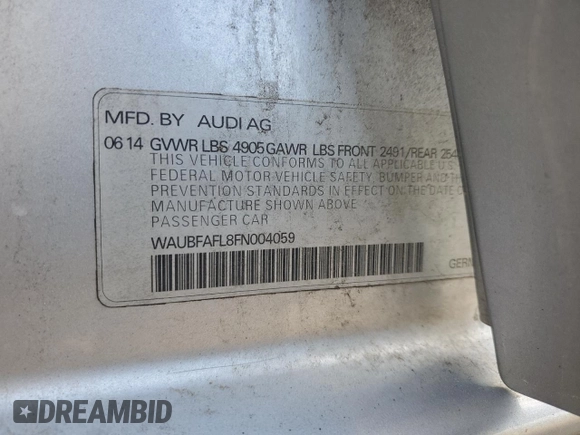 MFD. BY AUDI AG
06 14 GVWR LBS 4905 GAWR LBS FRONT 2491/REAR 254
THIS VEHICLE CONFORMS TO ALL APPLICABLE U.S.
FEDERAL MOTOR VEHICLE SAFETY, BUMPER AND
PREVENTION STANDARDS IN EFFECT ON THE DATE
MANUFACTURE SHOWN ABOVE
PASSENGER CAR
WAUBFAFL8FN004059
GERM
DREAMBID